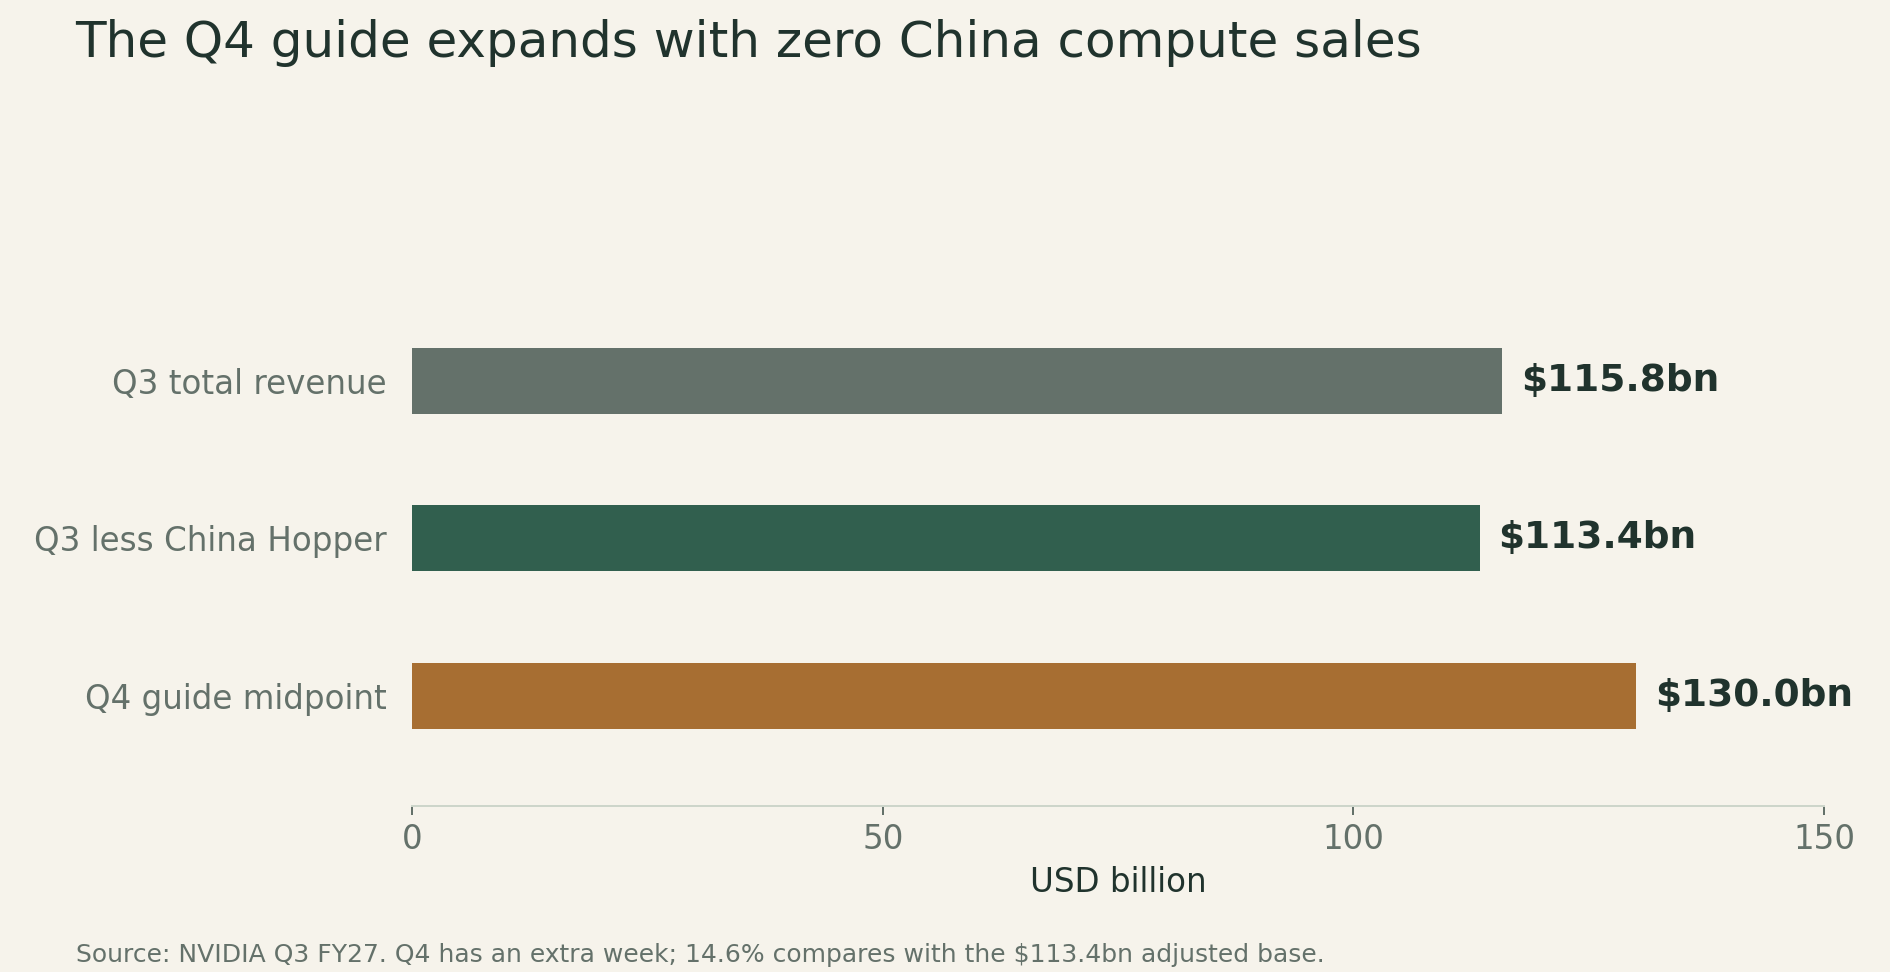 The Q4 guide expands with zero China compute sales
Q3 total revenue
$115.8bn
Q3 less China Hopper
$113.4bn
Q4 guide midpoint
$130.0bn
0 50 100 150
USD billion
Source: NVIDIA Q3 FY27. Q4 has an extra week; 14.6% compares with the $113.4bn adjusted base.